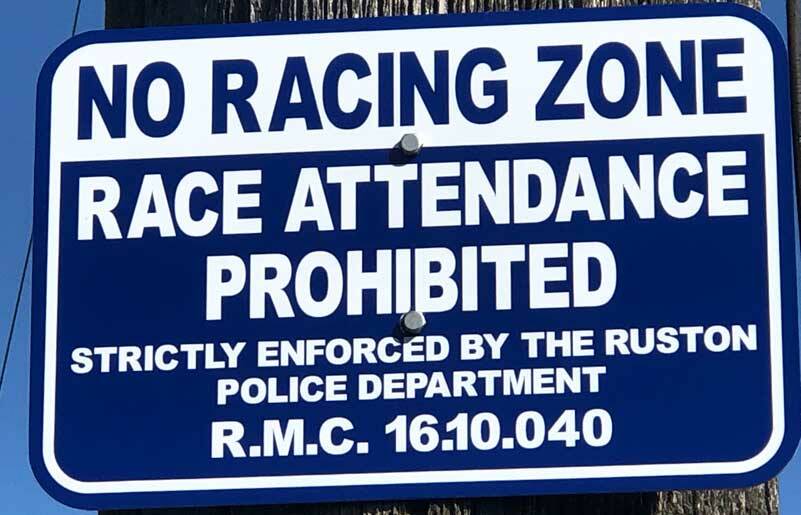 NO RACING ZONE
RACE ATTENDANCE
PROHIBITED
STRICTLY ENFORCED BY THE RUSTON
POLICE DEPARTMENT
R.M.C. 16.10.040